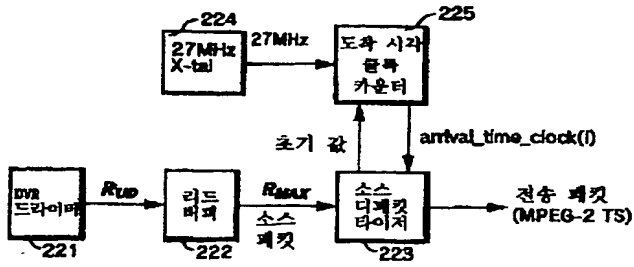 224
27MHz
X-tal
27MHz
225
도착 시각
클록
카운터
초기 값
arrival_time_clock(i)
DVR
드라이버
221
RUD
리드
버퍼
222
RMAX
소스
패킷
소스
디패킷
타이저
223
전송 패킷
(MPEG-2 TS)